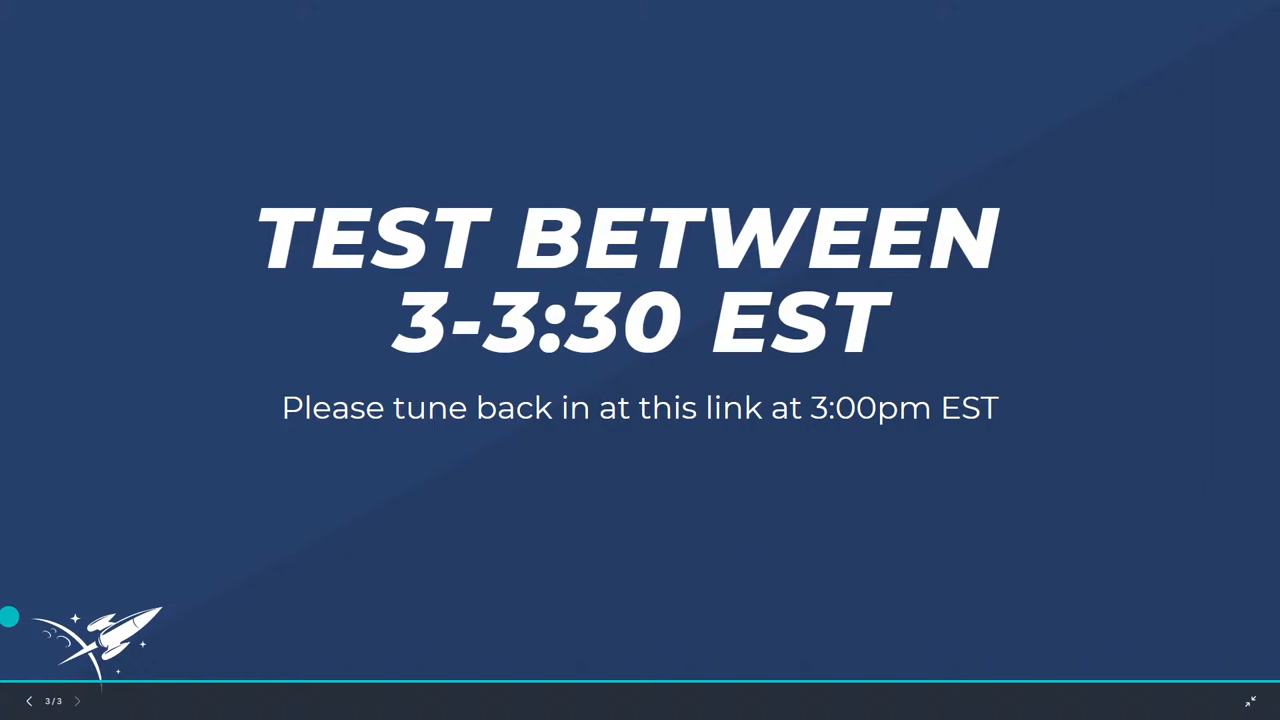 TEST BETWEEN
3-3:30 EST
Please tune back in at this link at 3:00pm EST
3 / 3